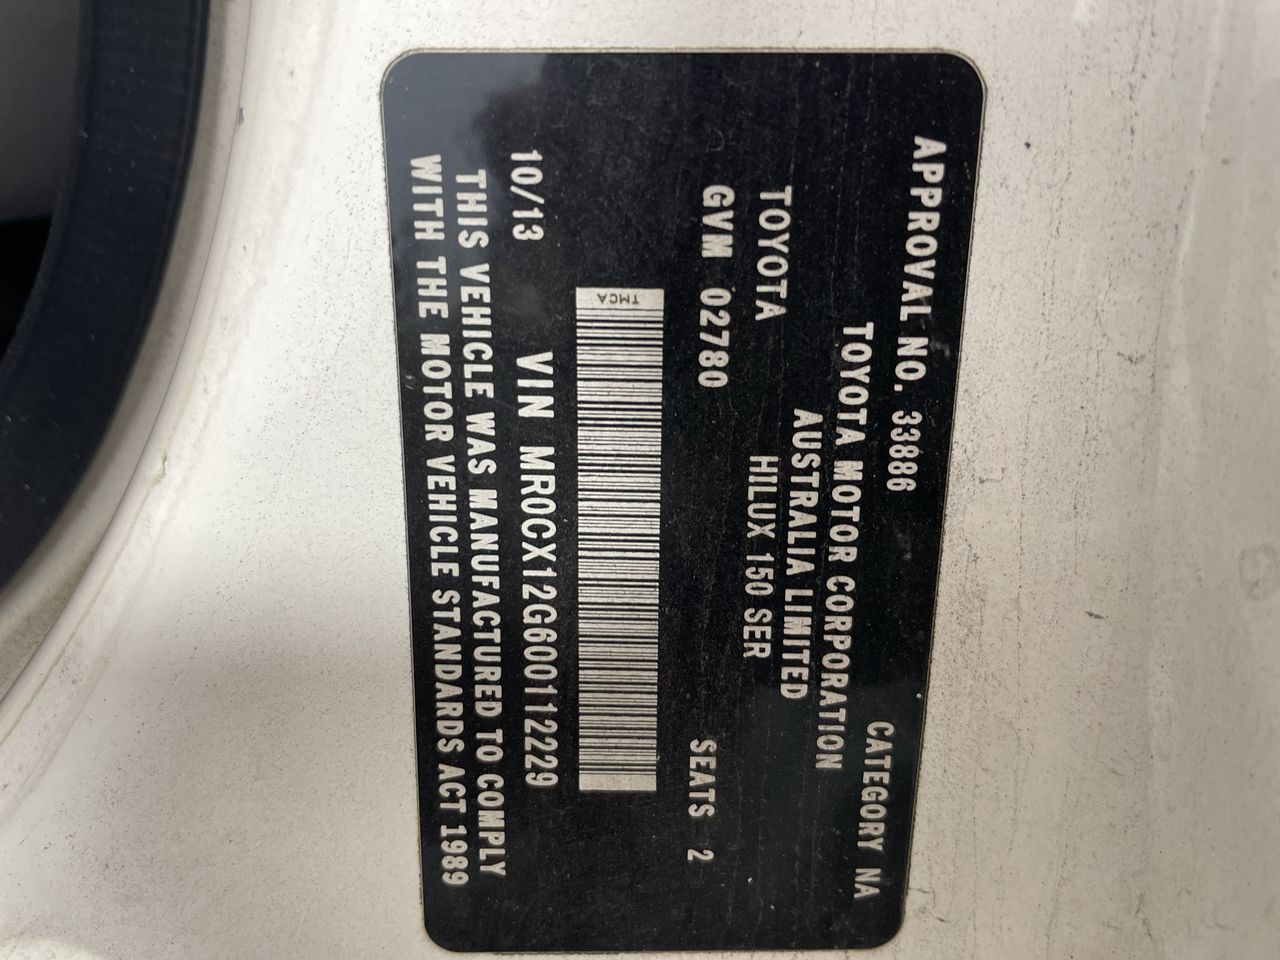 APPROVAL NO. 33886 CATEGORY NA
TOYOTA MOTOR CORPORATION
AUSTRALIA LIMITED
TOYOTA HILUX 150 SER
GVM 02780 SEATS 2
TMCA
VIN MR0CX12G600112229
10/13
THIS VEHICLE WAS MANUFACTURED TO COMPLY
WITH THE MOTOR VEHICLE STANDARDS ACT 1989